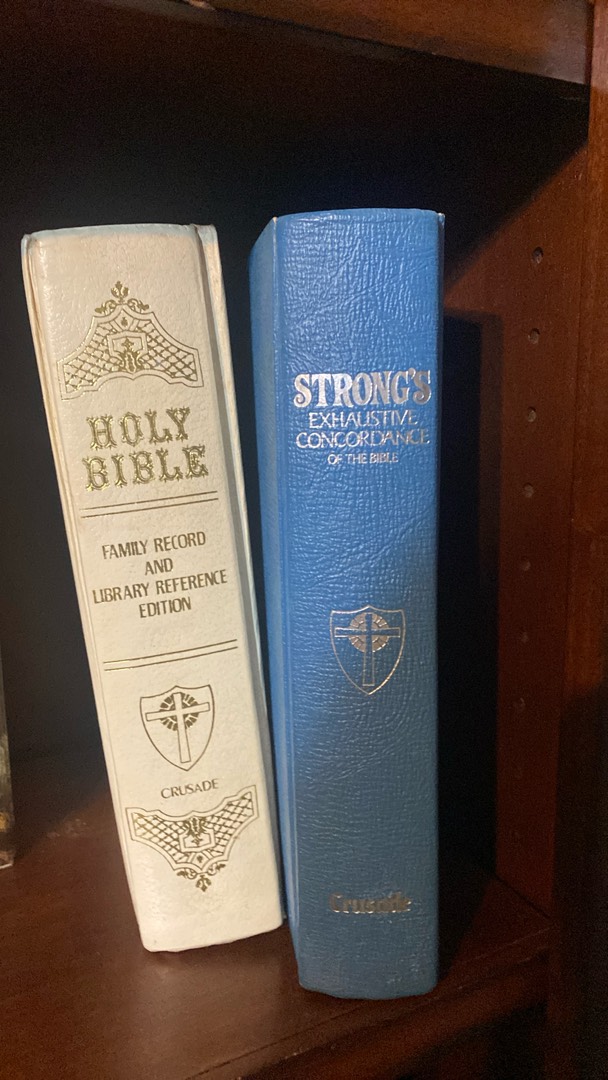 HOLY
BIBLE
FAMILY RECORD
AND
LIBRARY REFERENCE
EDITION
CRUSADE
STRONG'S
EXHAUSTIVE
CONCORDANCE
OF THE BIBLE
Crusade